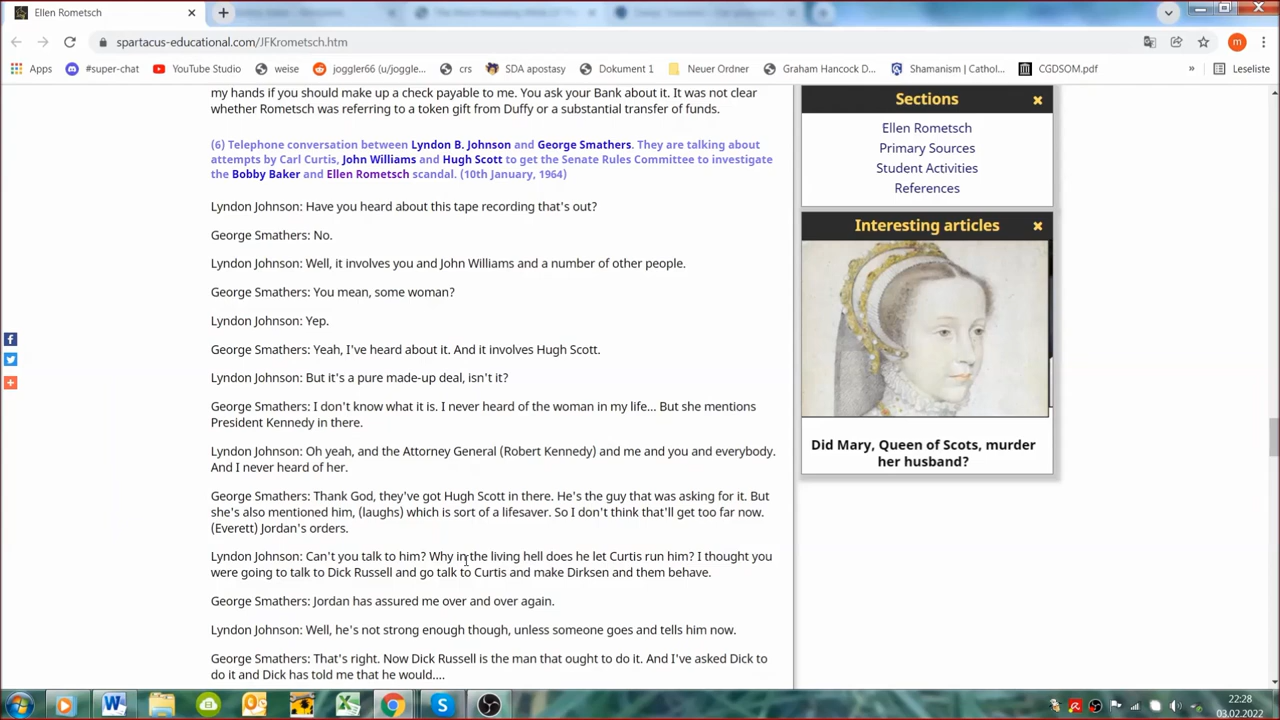 Ellen Rometsch
spartacus-educational.com/JFKrometsch.htm
Apps #super-chat YouTube Studio weise joggler66 (u/joggle... crs SDA apostasy Dokument 1 Neuer Ordner Graham Hancock D... Shamanism | Cathol... CGDSOM.pdf » Leseliste
my hands if you should make up a check payable to me. You ask your Bank about it. It was not clear
whether Rometsch was referring to a token gift from Duffy or a substantial transfer of funds.
(6) Telephone conversation between Lyndon B. Johnson and George Smathers. They are talking about
attempts by Carl Curtis, John Williams and Hugh Scott to get the Senate Rules Committee to investigate
the Bobby Baker and Ellen Rometsch scandal. (10th January, 1964)
Lyndon Johnson: Have you heard about this tape recording that's out?
George Smathers: No.
Lyndon Johnson: Well, it involves you and John Williams and a number of other people.
George Smathers: You mean, some woman?
Lyndon Johnson: Yep.
George Smathers: Yeah, I've heard about it. And it involves Hugh Scott.
Lyndon Johnson: But it's a pure made-up deal, isn't it?
George Smathers: I don't know what it is. I never heard of the woman in my life... But she mentions
President Kennedy in there.
Lyndon Johnson: Oh yeah, and the Attorney General (Robert Kennedy) and me and you and everybody.
And I never heard of her.
George Smathers: Thank God, they've got Hugh Scott in there. He's the guy that was asking for it. But
she's also mentioned him, (laughs) which is sort of a lifesaver. So I don't think that'll get too far now.
(Everett) Jordan's orders.
Lyndon Johnson: Can't you talk to him? Why in the living hell does he let Curtis run him? I thought you
were going to talk to Dick Russell and go talk to Curtis and make Dirksen and them behave.
George Smathers: Jordan has assured me over and over again.
Lyndon Johnson: Well, he's not strong enough though, unless someone goes and tells him now.
George Smathers: That's right. Now Dick Russell is the man that ought to do it. And I've asked Dick to
do it and Dick has told me that he would....
Sections
Ellen Rometsch
Primary Sources
Student Activities
References
Interesting articles
Did Mary, Queen of Scots, murder
her husband?
22:28
03.02.2022